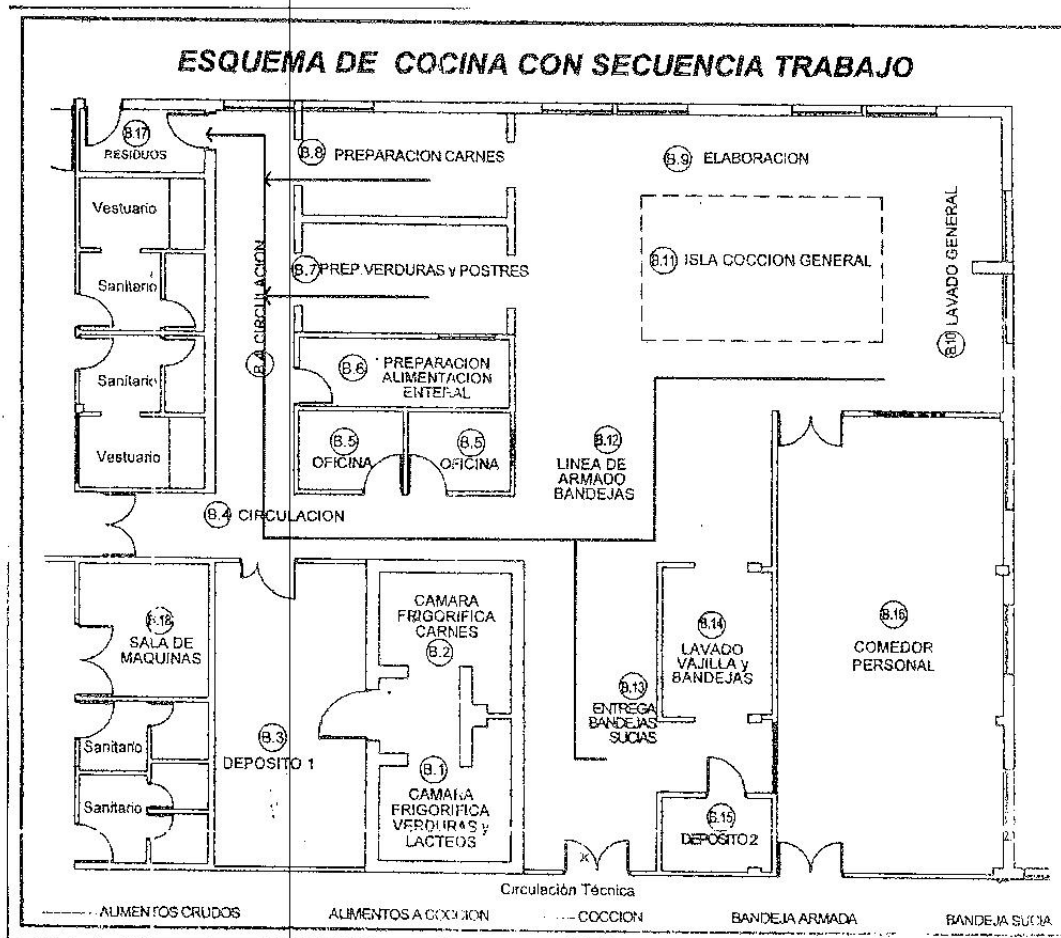 ESQUEMA DE COCINA CON SECUENCIA TRABAJO
B.17
RESIDUOS
B.8 PREPARACION CARNES
B.9 ELABORACION
Vestuario
B.7 PREP. VERDURAS y POSTRES
B.11 ISLA COCCION GENERAL
B.10 LAVADO GENERAL
Sanitario
B.4 CIRCULACION
B.6 PREPARACION
ALIMENTACION
ENTERAL
Sanitario
B.5
OFICINA
B.5
OFICINA
B.12
LINEA DE
ARMADO
BANDEJAS
Vestuario
B.4 CIRCULACION
CAMARA
FRIGORIFICA
CARNES
B.2
B.18
SALA DE
MAQUINAS
B.14
LAVADO
VAJILLA y
BANDEJAS
B.16
COMEDOR
PERSONAL
B.13
ENTREGA
BANDEJAS
SUCIAS
B.3
DEPOSITO 1
Sanitario
B.1
CAMARA
FRIGORIFICA
VERDURAS y
LACTEOS
Sanitario
B.15
DEPOSITO 2
X
Circulación Técnica
ALIMENTOS CRUDOS
ALIMENTOS A COCCION
COCCION
BANDEJA ARMADA
BANDEJA SUCIA